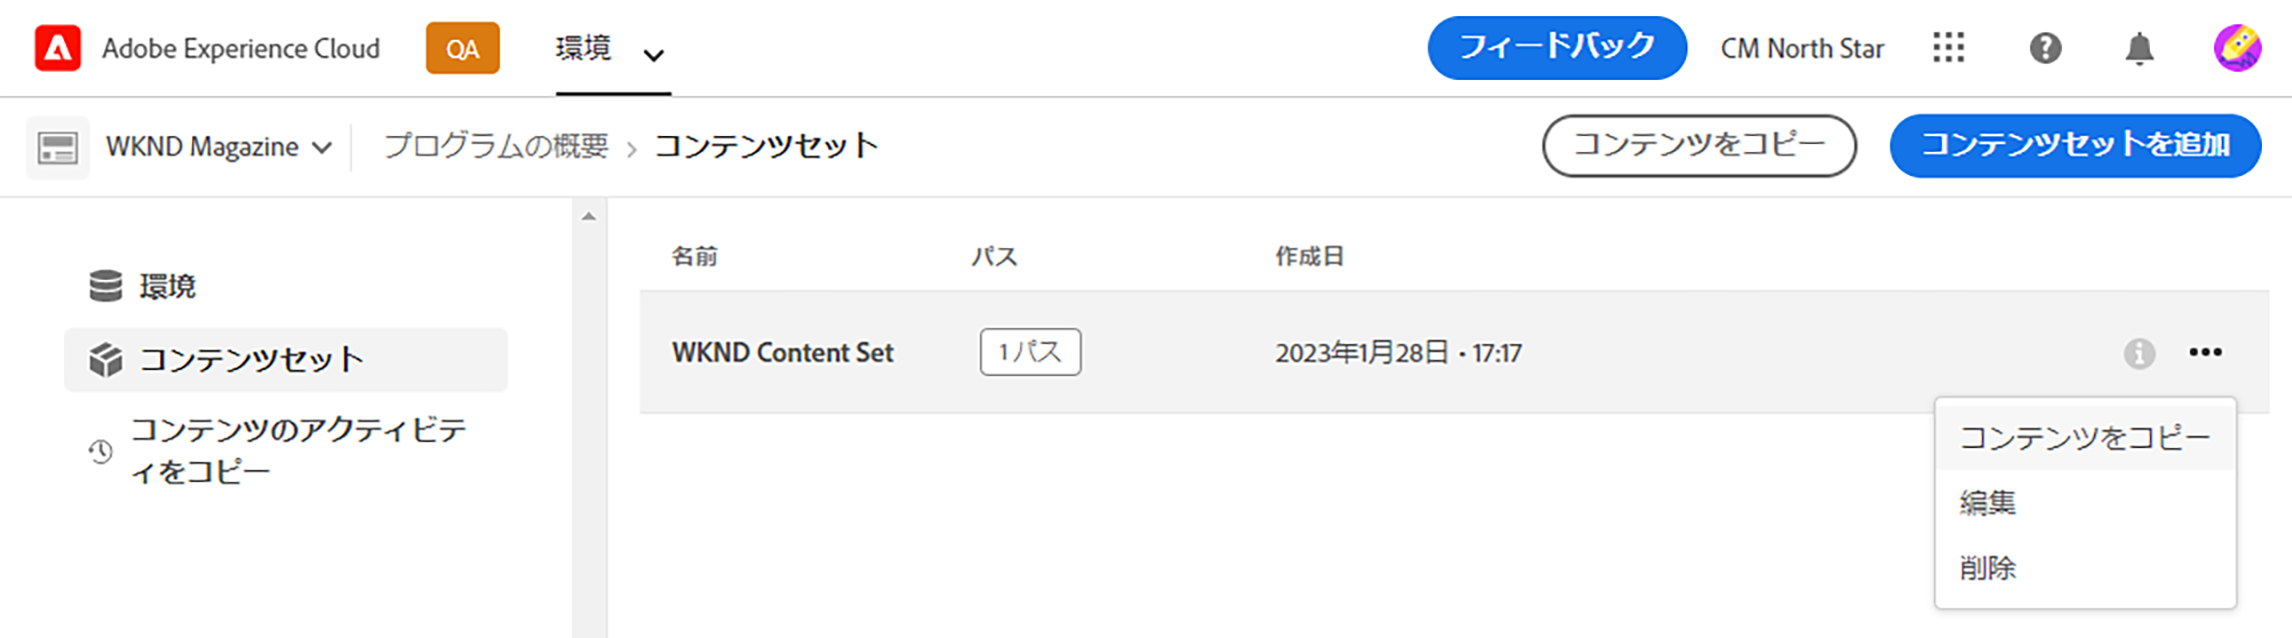 Adobe Experience Cloud
QA
環境
フィードバック
CM North Star
WKND Magazine
プログラムの概要 › コンテンツセット
コンテンツをコピー
コンテンツセットを追加
環境
コンテンツセット
コンテンツのアクティビテ
ィをコピー
名前
パス
作成日
WKND Content Set
1 パス
2023年1月28日・17:17
コンテンツをコピー
編集
削除